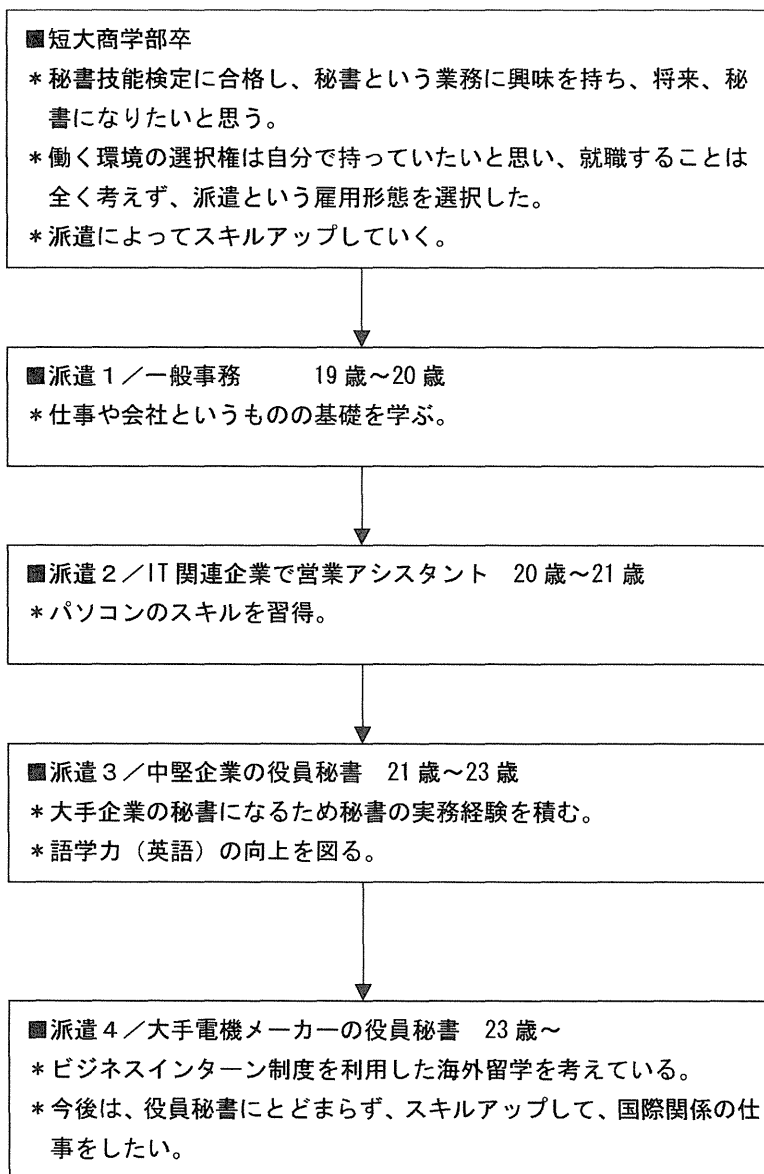 ■短大商学部卒
＊秘書技能検定に合格し、秘書という業務に興味を持ち、将来、秘
書になりたいと思う。
＊働く環境の選択権は自分で持っていたいと思い、就職することは
全く考えず、派遣という雇用形態を選択した。
＊派遣によってスキルアップしていく。
■派遣１／一般事務　　　19歳～20歳
＊仕事や会社というものの基礎を学ぶ。
■派遣２／IT関連企業で営業アシスタント　20歳～21歳
＊パソコンのスキルを習得。
■派遣３／中堅企業の役員秘書　21歳～23歳
＊大手企業の秘書になるため秘書の実務経験を積む。
＊語学力（英語）の向上を図る。
■派遣４／大手電機メーカーの役員秘書　23歳～
＊ビジネスインターン制度を利用した海外留学を考えている。
＊今後は、役員秘書にとどまらず、スキルアップして、国際関係の仕
事をしたい。